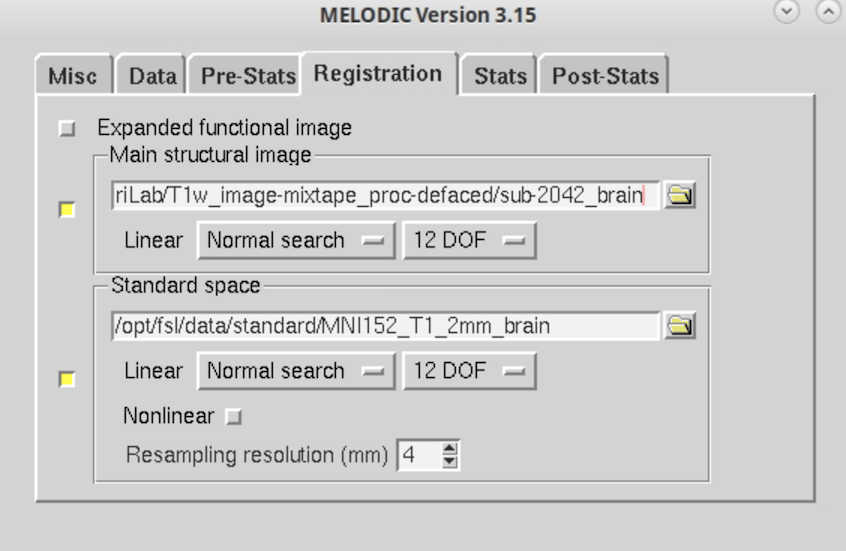 MELODIC Version 3.15
Misc Data Pre-Stats Registration Stats Post-Stats
Expanded functional image
Main structural image
riLab/T1w_image-mixtape_proc-defaced/sub-2042_brain
Linear Normal search 12 DOF
Standard space
/opt/fsl/data/standard/MNI152_T1_2mm_brain
Linear Normal search 12 DOF
Nonlinear
Resampling resolution (mm) 4